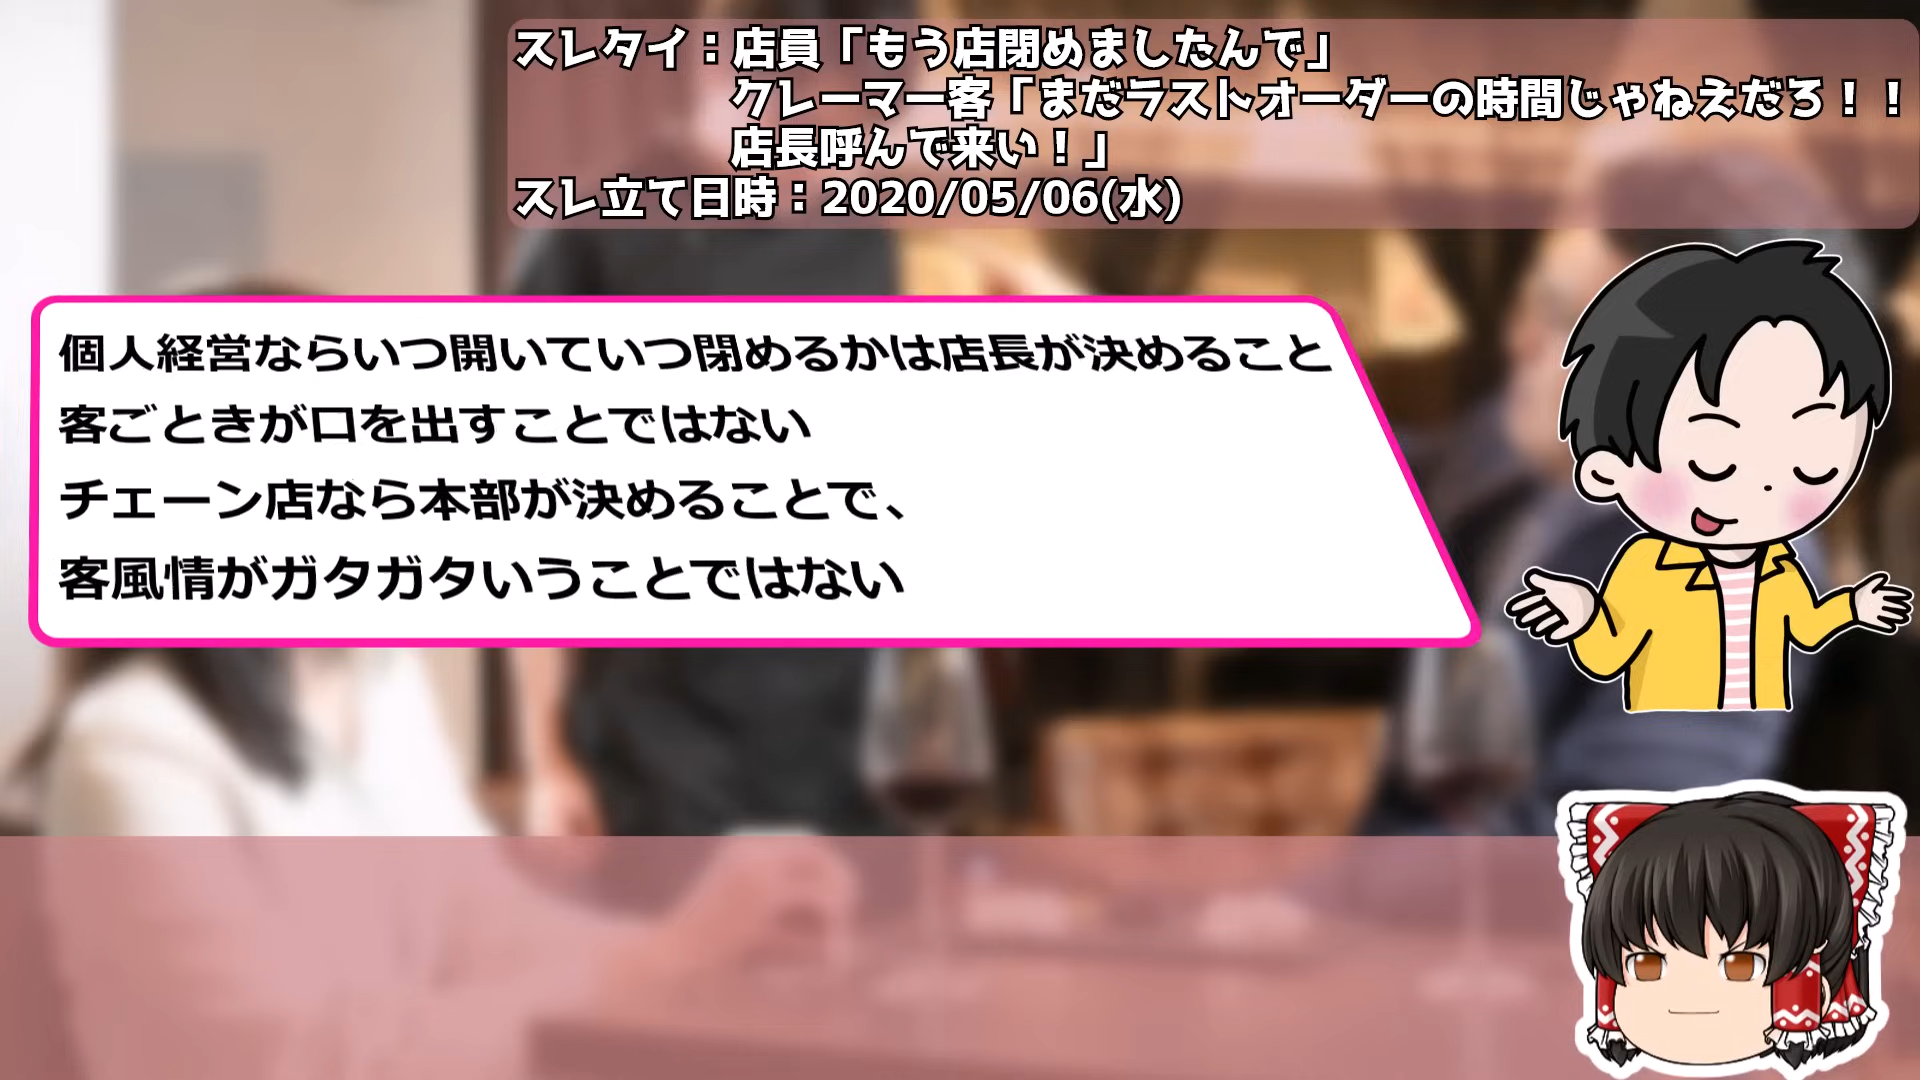 スレタイ：店員「もう店閉めましたんで」
クレーマー客「まだラストオーダーの時間じゃねえだろ！！
店長呼んで来い！」
スレ立て日時：2020/05/06(水)
個人経営ならいつ開いていつ閉めるかは店長が決めること
客ごときが口を出すことではない
チェーン店なら本部が決めることで、
客風情がガタガタいうことではない